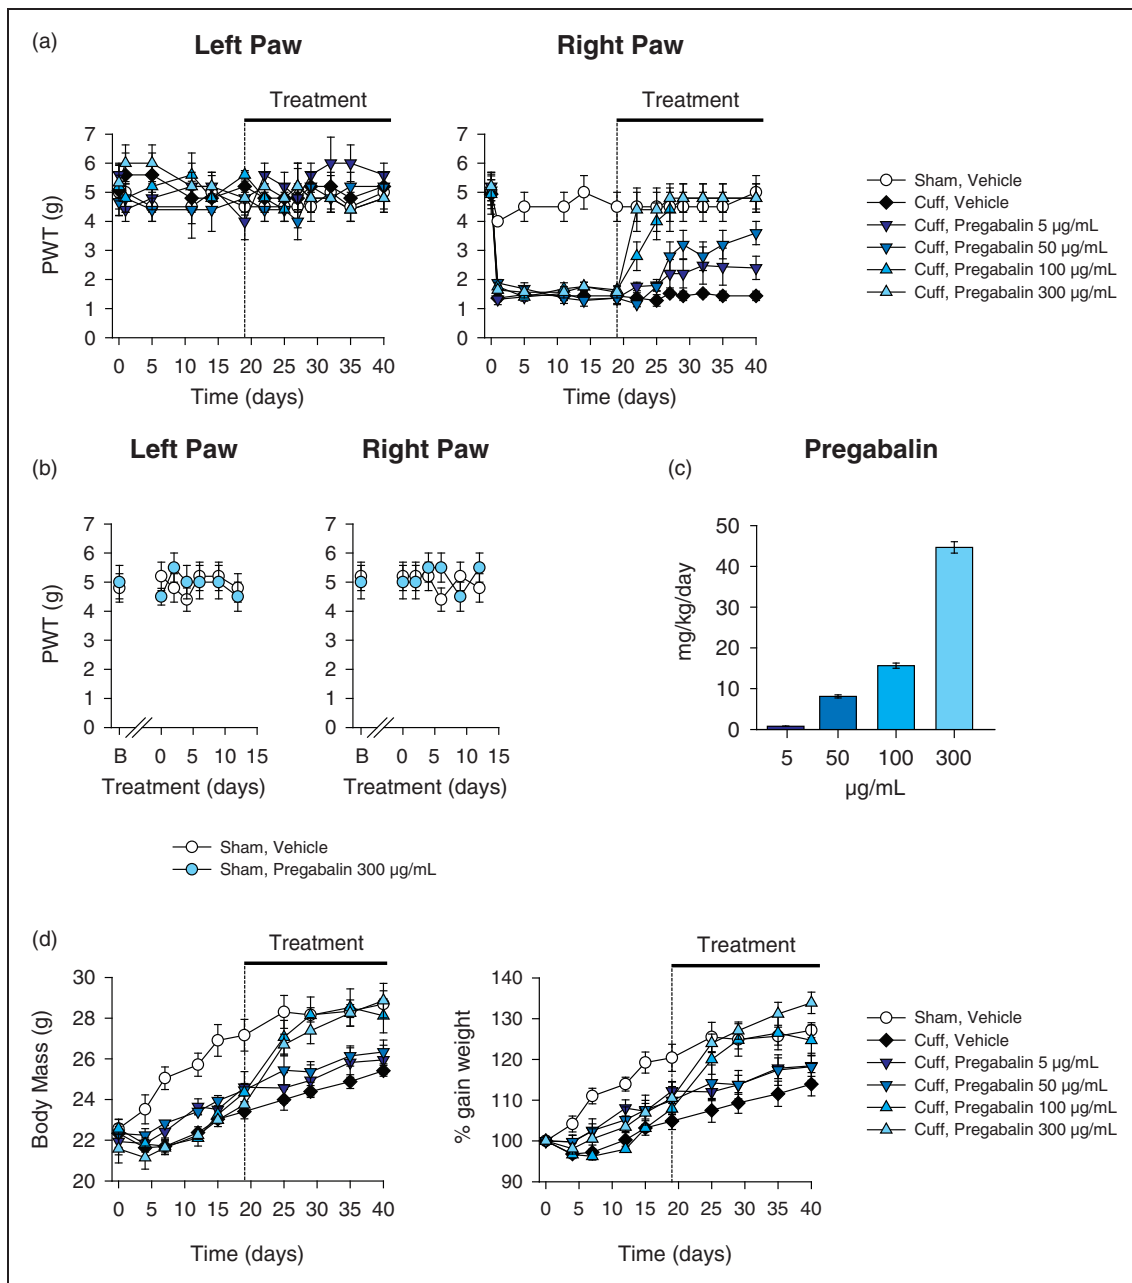 (a)
Left Paw
Right Paw
Treatment
Treatment
7
6
5
4
3
2
1
0
PWT (g)
0 5 10 15 20 25 30 35 40
Time (days)
7
6
5
4
3
2
1
0
0 5 10 15 20 25 30 35 40
Time (days)
Sham, Vehicle
Cuff, Vehicle
Cuff, Pregabalin 5 µg/mL
Cuff, Pregabalin 50 µg/mL
Cuff, Pregabalin 100 µg/mL
Cuff, Pregabalin 300 µg/mL
(b)
Left Paw
Right Paw
7
6
5
4
3
2
1
0
PWT (g)
B 0 5 10 15
Treatment (days)
7
6
5
4
3
2
1
0
B 0 5 10 15
Treatment (days)
Sham, Vehicle
Sham, Pregabalin 300 µg/mL
(c)
Pregabalin
50
40
30
20
10
0
mg/kg/day
5 50 100 300
µg/mL
(d)
Treatment
Treatment
30
28
26
24
22
20
Body Mass (g)
0 5 10 15 20 25 30 35 40
Time (days)
140
130
120
110
100
90
% gain weight
0 5 10 15 20 25 30 35 40
Time (days)
Sham, Vehicle
Cuff, Vehicle
Cuff, Pregabalin 5 µg/mL
Cuff, Pregabalin 50 µg/mL
Cuff, Pregabalin 100 µg/mL
Cuff, Pregabalin 300 µg/mL